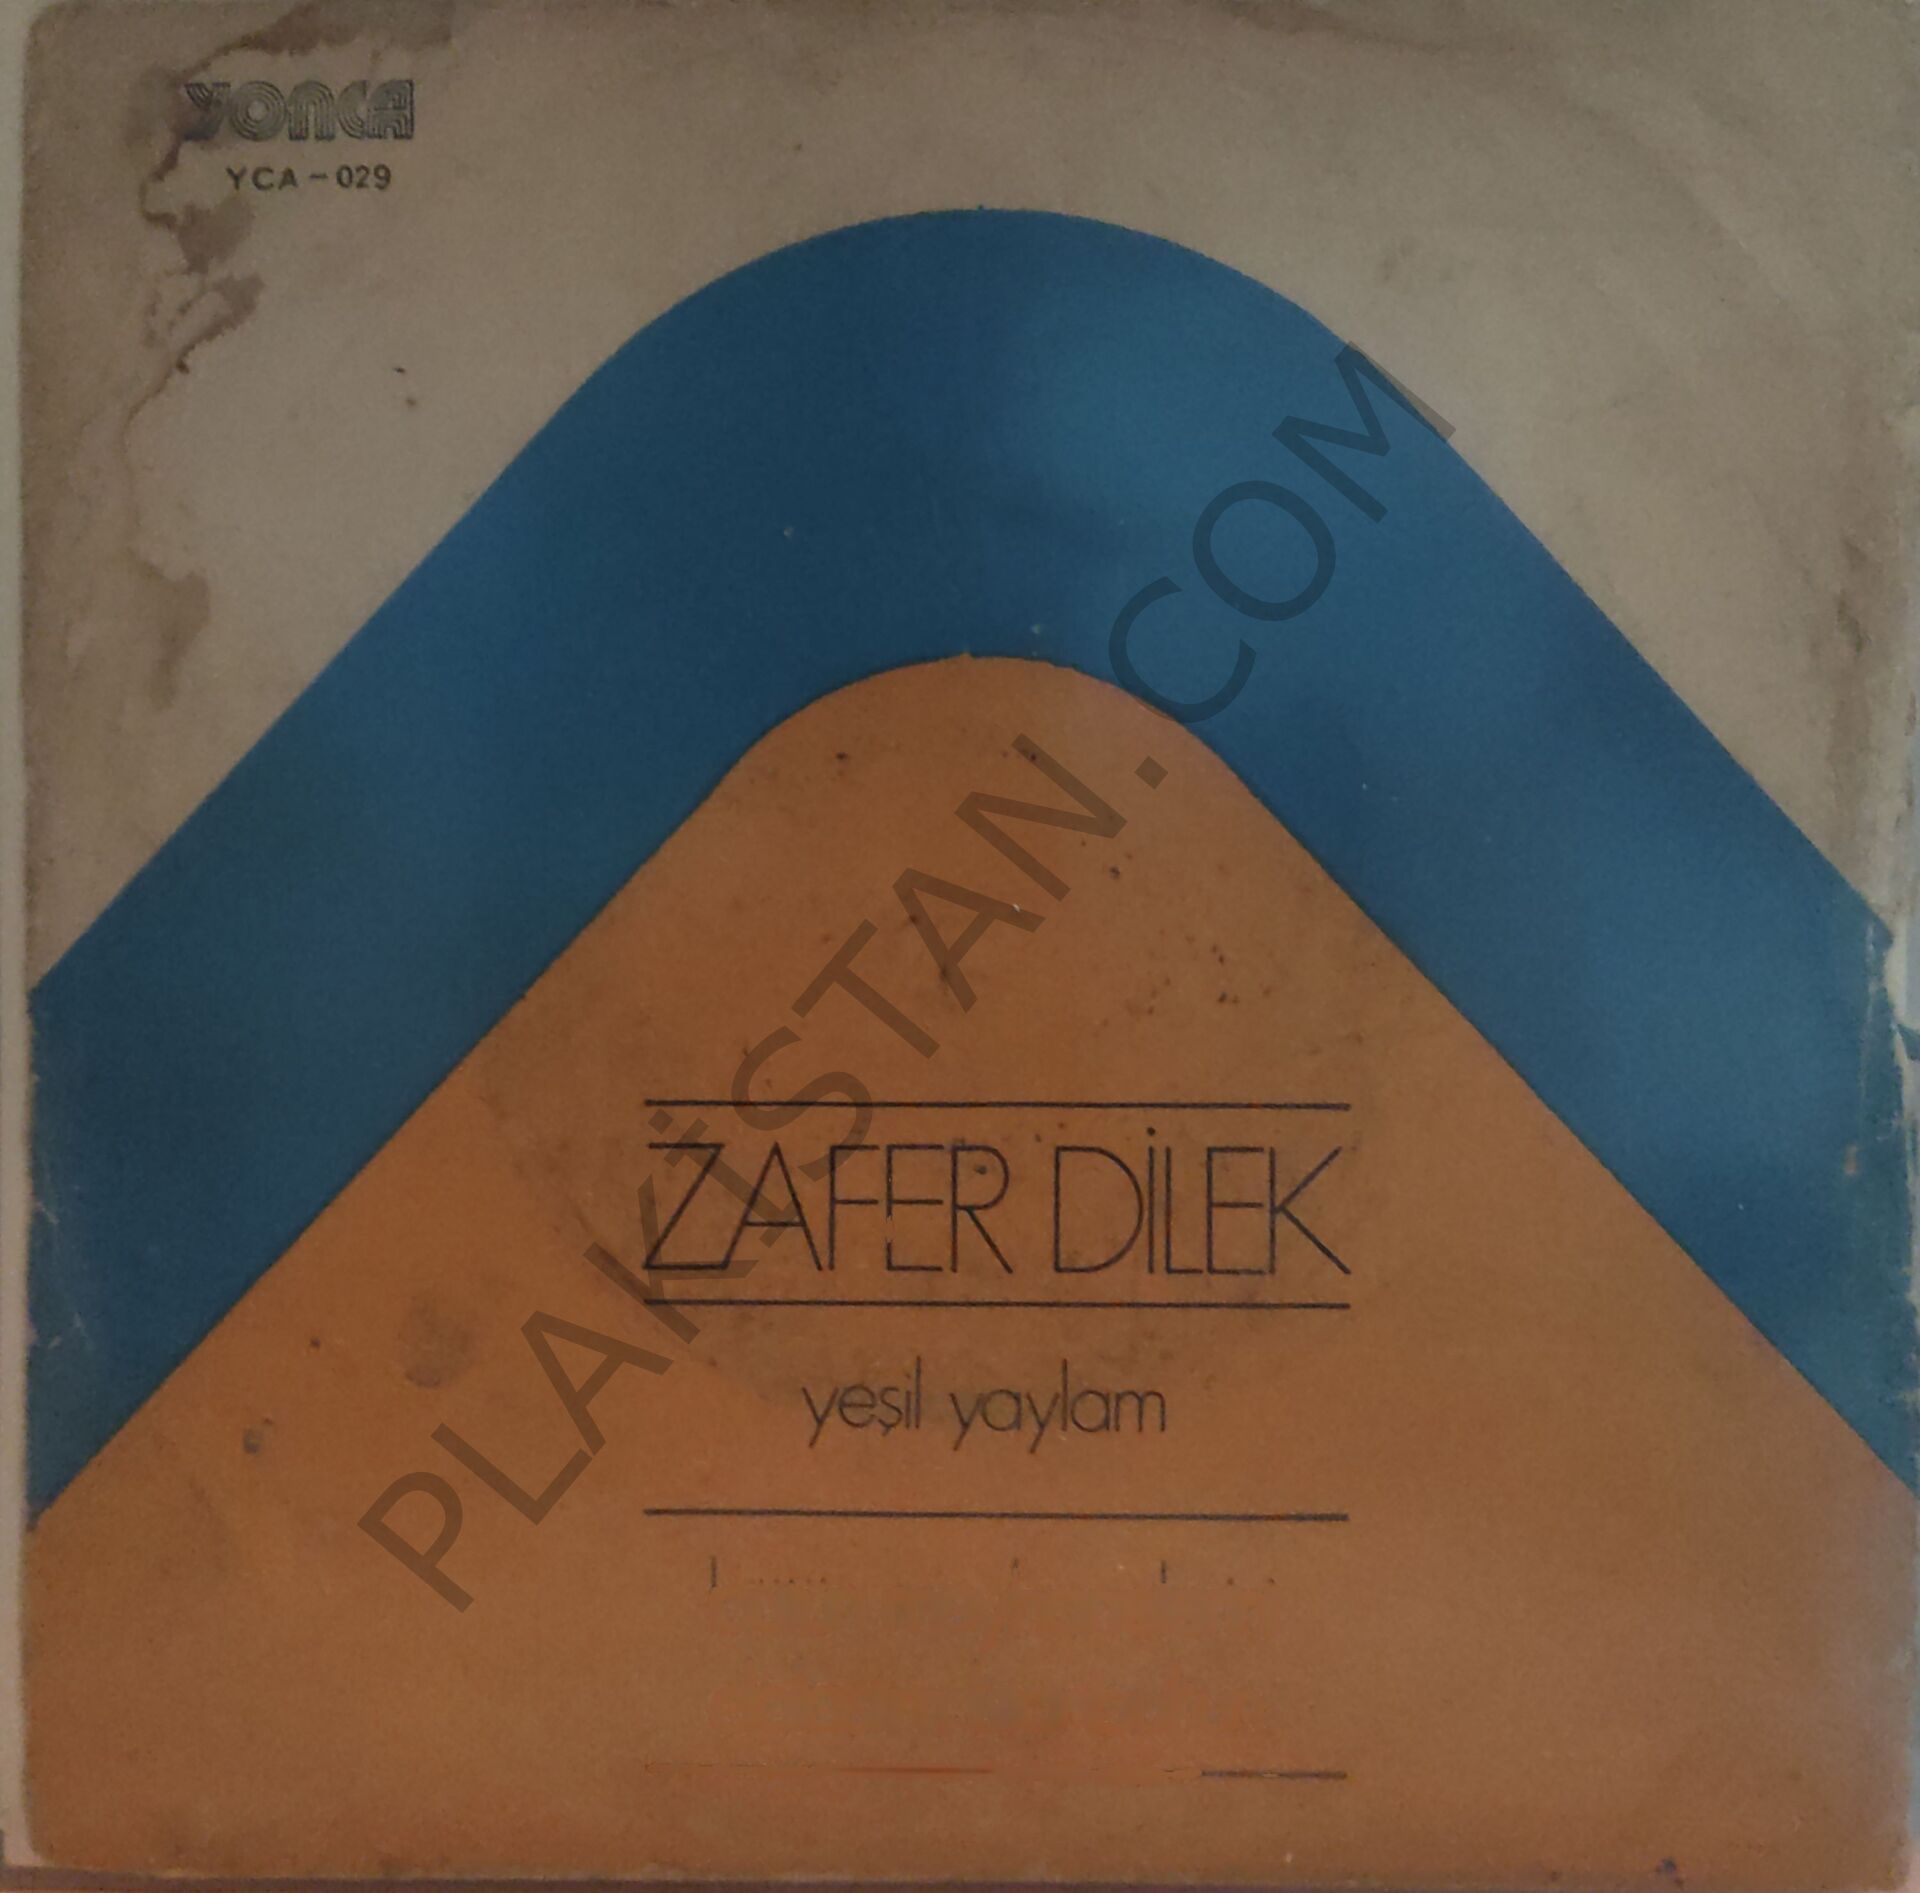 YONCA
YCA-029
PLAKİSTAN.COM
ZAFER DİLEK
yeşil yaylam